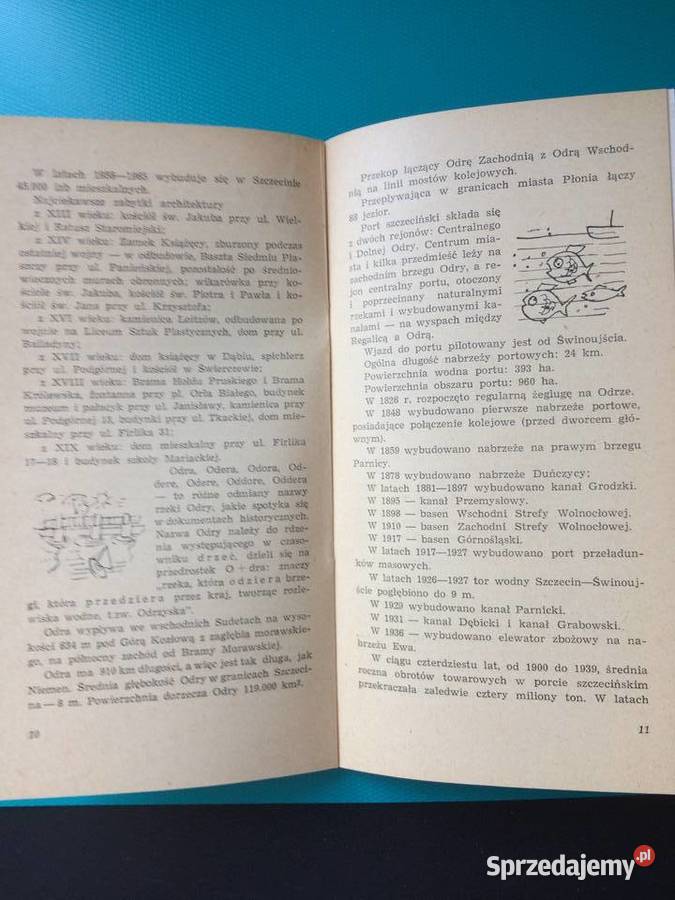 W latach 1956—1965 wybuduje się w Szczecinie
45.000 izb mieszkalnych.
Najciekawsze zabytki architektury
z XIII wieku: kościół św. Jakuba przy ul. Wiel-
kiej i Ratusz Staromiejski;
z XIV wieku: Zamek Książęcy, zburzony podczas
ostatniej wojny — w odbudowie, Baszta Siedmiu Pła-
szczy przy ul. Panieńskiej, pozostałość po średnio-
wiecznych murach obronnych; wikarówka przy ko-
ściele św. Jakuba, kościół św. Piotra i Pawła i ko-
ściół św. Jana przy ul. Krzysztofa;
z XVI wieku: kamienica Loitzów, odbudowana po
wojnie na Liceum Sztuk Plastycznych, dom przy ul.
Balladyny;
z XVII wieku: dom książęcy w Dąbiu, spichlerz
przy ul. Podgórnej i kościół w Świerczewie;
z XVIII wieku: Brama Hołdu Pruskiego i Brama
Królewska, fontanna przy pl. Orła Białego, budynek
muzeum i pałacyk przy ul. Janisławy, kamienica przy
ul. Podgórnej 13, budynki przy ul. Tkackiej, dom mie-
szkalny przy ul. Firlika 31;
z XIX wieku: dom mieszkalny przy ul. Firlika
17—18 i budynek szkoły Mariackiej.
Odra, Odera, Odora, Od-
dere, Odere, Oddore, Oddera
— to różne odmiany nazwy
rzeki Odry, jakie spotyka się
w dokumentach historycznych.
Nazwa Odry należy do rdze-
nia występującego w czaso-
wniku drzeć, dzieli się na
przedrostek O + dra: znaczy
„rzeka, która odziera brze-
gi, która przedziera przez kraj, tworząc rozle-
wiska wodne, t.zw. Odrzyska".
Odra wypływa we wschodnich Sudetach na wyso-
kości 634 m pod Górą Kozłową z zagłębia morawskie-
go, na północny zachód od Bramy Morawskiej.
Odra ma 910 km długości, a więc jest tak długa, jak
Niemen. Średnia głębokość Odry w granicach Szczeci-
na — 8 m. Powierzchnia dorzecza Odry 119.000 km².
10
Przekop łączący Odrę Zachodnią z Odrą Wschod-
nią na linii mostów kolejowych.
Przepływająca w granicach miasta Płonia łączy
88 jezior.
Port szczeciński składa się
z dwóch rejonów: Centralnego
i Dolnej Odry. Centrum mia-
sta i kilka przedmieść leży na
zachodnim brzegu Odry, a re-
jon centralny portu, otoczony
i poprzecinany naturalnymi
rzekami i wybudowanymi ka-
nałami — na wyspach między
Regalicą a Odrą.
Wjazd do portu pilotowany jest od Świnoujścia.
Ogólna długość nabrzeży portowych: 24 km.
Powierzchnia wodna portu: 393 ha.
Powierzchnia obszaru portu: 960 ha.
W 1826 r. rozpoczęto regularną żeglugę na Odrze.
W 1848 wybudowano pierwsze nabrzeże portowe,
posiadające połączenie kolejowe (przed dworcem głó-
wnym).
W 1859 wybudowano nabrzeże na prawym brzegu
Parnicy.
W 1878 wybudowano nabrzeże Duńczycy;
W latach 1881—1897 wybudowano kanał Grodzki.
W 1895 — kanał Przemysłowy.
W 1898 — basen Wschodni Strefy Wolnocłowej.
W 1910 — basen Zachodni Strefy Wolnocłowej.
W 1917 — basen Górnośląski.
W latach 1917—1927 wybudowano port przeładun-
ków masowych.
W latach 1926—1927 tor wodny Szczecin—Świnouj-
ście pogłębiono do 9 m.
W 1929 wybudowano kanał Parnicki.
W 1931 — kanał Dębicki i kanał Grabowski.
W 1936 — wybudowano elewator zbożowy na na-
brzeżu Ewa.
W ciągu czterdziestu lat, od 1900 do 1939, średnia
roczna obrotów towarowych w porcie szczecińskim
przekraczała zaledwie cztery miliony ton. W latach
11
Sprzedajemy.pl